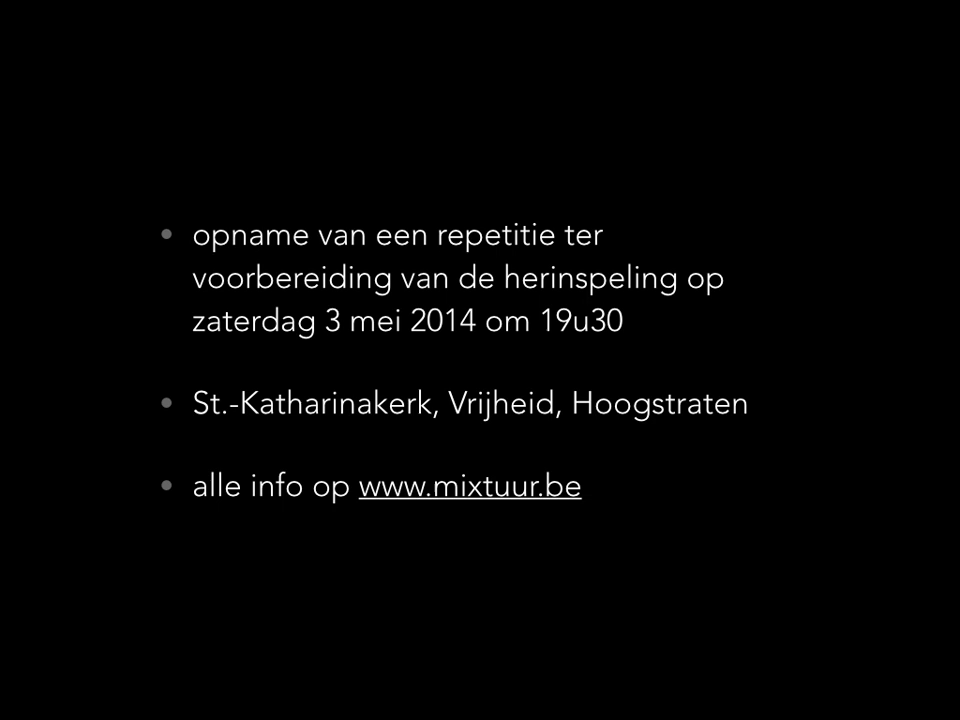 • opname van een repetitie ter
voorbereiding van de herinspeling op
zaterdag 3 mei 2014 om 19u30
• St.-Katharinakerk, Vrijheid, Hoogstraten
• alle info op www.mixtuur.be